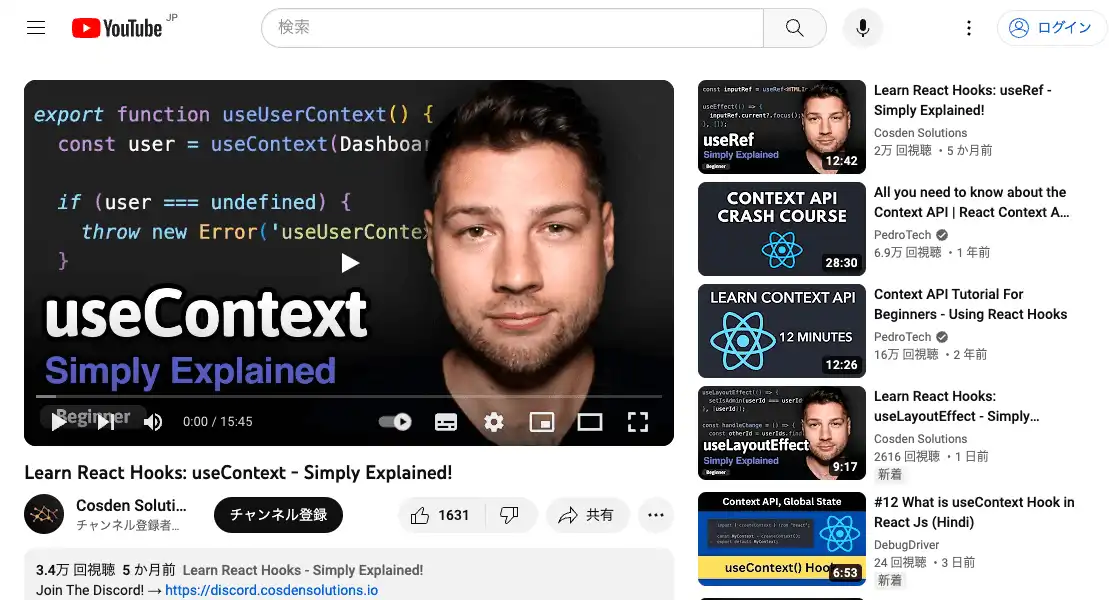 YouTube JP
検索
ログイン
export function useUserContext() {
const user = useContext(Dashboar
if (user === undefined) {
throw new Error('useUserConte
}
useContext
Simply Explained
Beginner
0:00 / 15:45
Learn React Hooks: useContext - Simply Explained!
Cosden Soluti...
チャンネル登録者...
チャンネル登録
1631
共有
3.4万 回視聴 5 か月前 Learn React Hooks - Simply Explained!
Join The Discord! → https://discord.cosdensolutions.io
const inputRef = useRef<HTMLIn
useEffect(() => {
inputRef.current?.focus();
}, []);
useRef
Simply Explained
Beginner
12:42
Learn React Hooks: useRef -
Simply Explained!
Cosden Solutions
2万 回視聴 ・5 か月前
CONTEXT API
CRASH COURSE
28:30
All you need to know about the
Context API | React Context A...
PedroTech
6.9万 回視聴 ・1 年前
LEARN CONTEXT API
12 MINUTES
12:26
Context API Tutorial For
Beginners - Using React Hooks
PedroTech
16万 回視聴 ・2 年前
useLayoutEffect(() => {
setIsAdmin(userId === userId
}, [userId]);
const handleChange = () => {
const otherId = userIds.find
useLayoutEffect
Simply Explained
Beginner
9:17
Learn React Hooks:
useLayoutEffect - Simply...
Cosden Solutions
2616 回視聴 ・1 日前
新着
Context API, Global State
useContext() Hook
6:53
#12 What is useContext Hook in
React Js (Hindi)
DebugDriver
24 回視聴 ・3 日前
新着